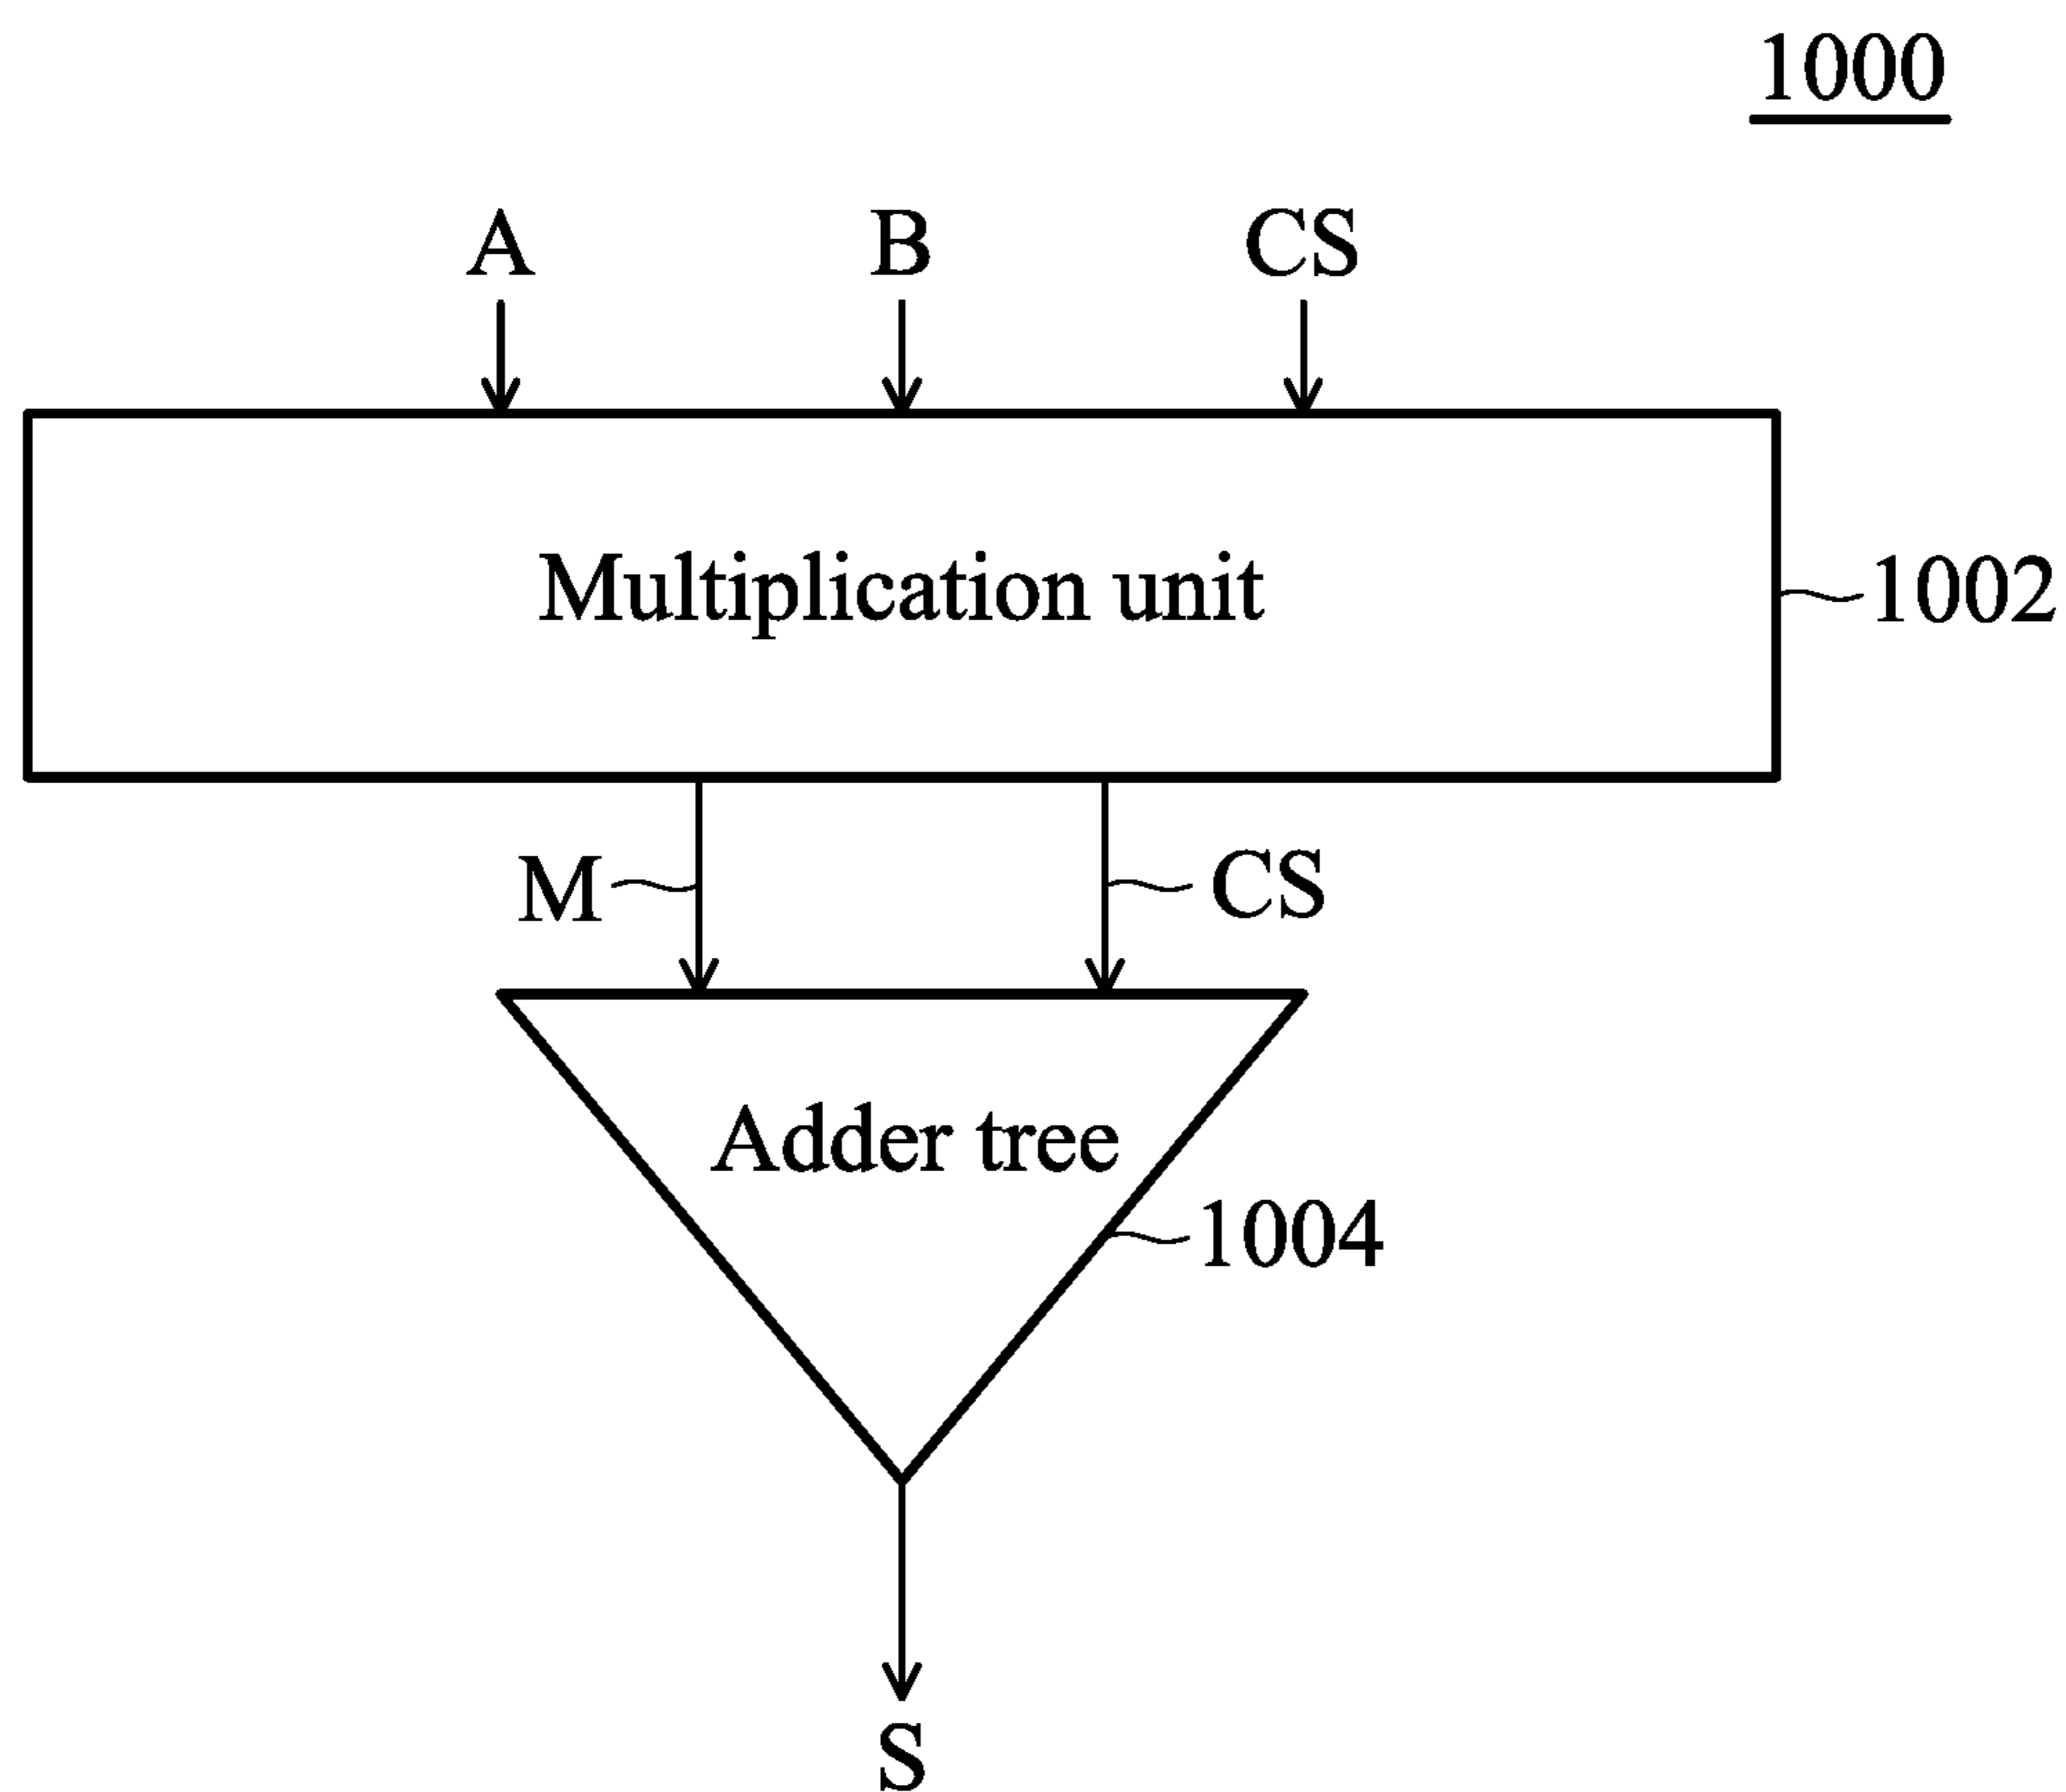 1000
A B CS
Multiplication unit
1002
M CS
Adder tree
1004
S